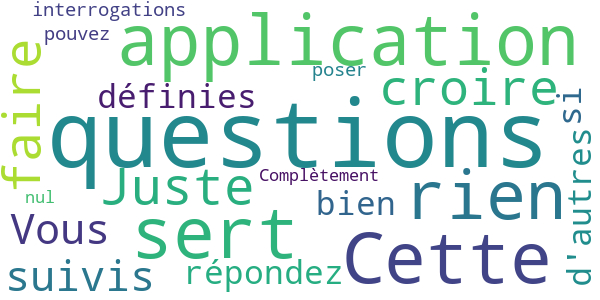 interrogations
pouvez
application
faire
poser
définies
croire
si
questions
d'autres
Juste
Complètement
nul
bien
rien
Vous
sert
Cette
suivis
répondez